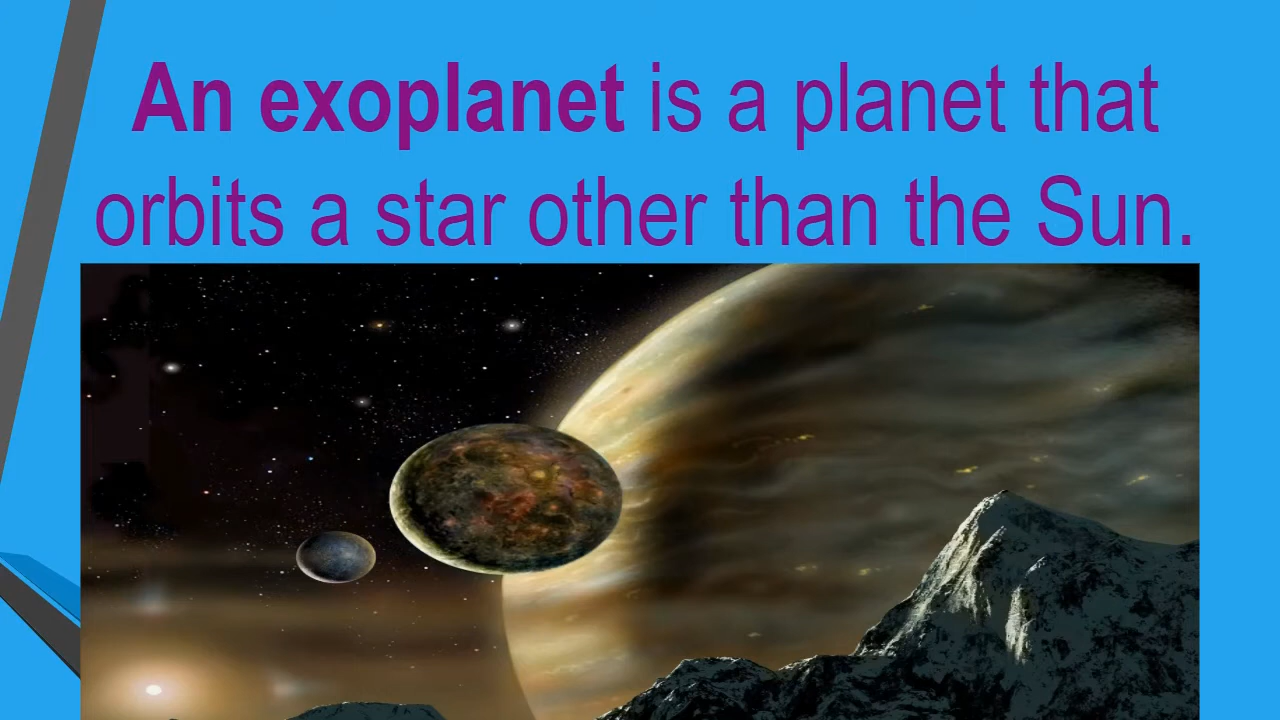 An exoplanet is a planet that
orbits a star other than the Sun.